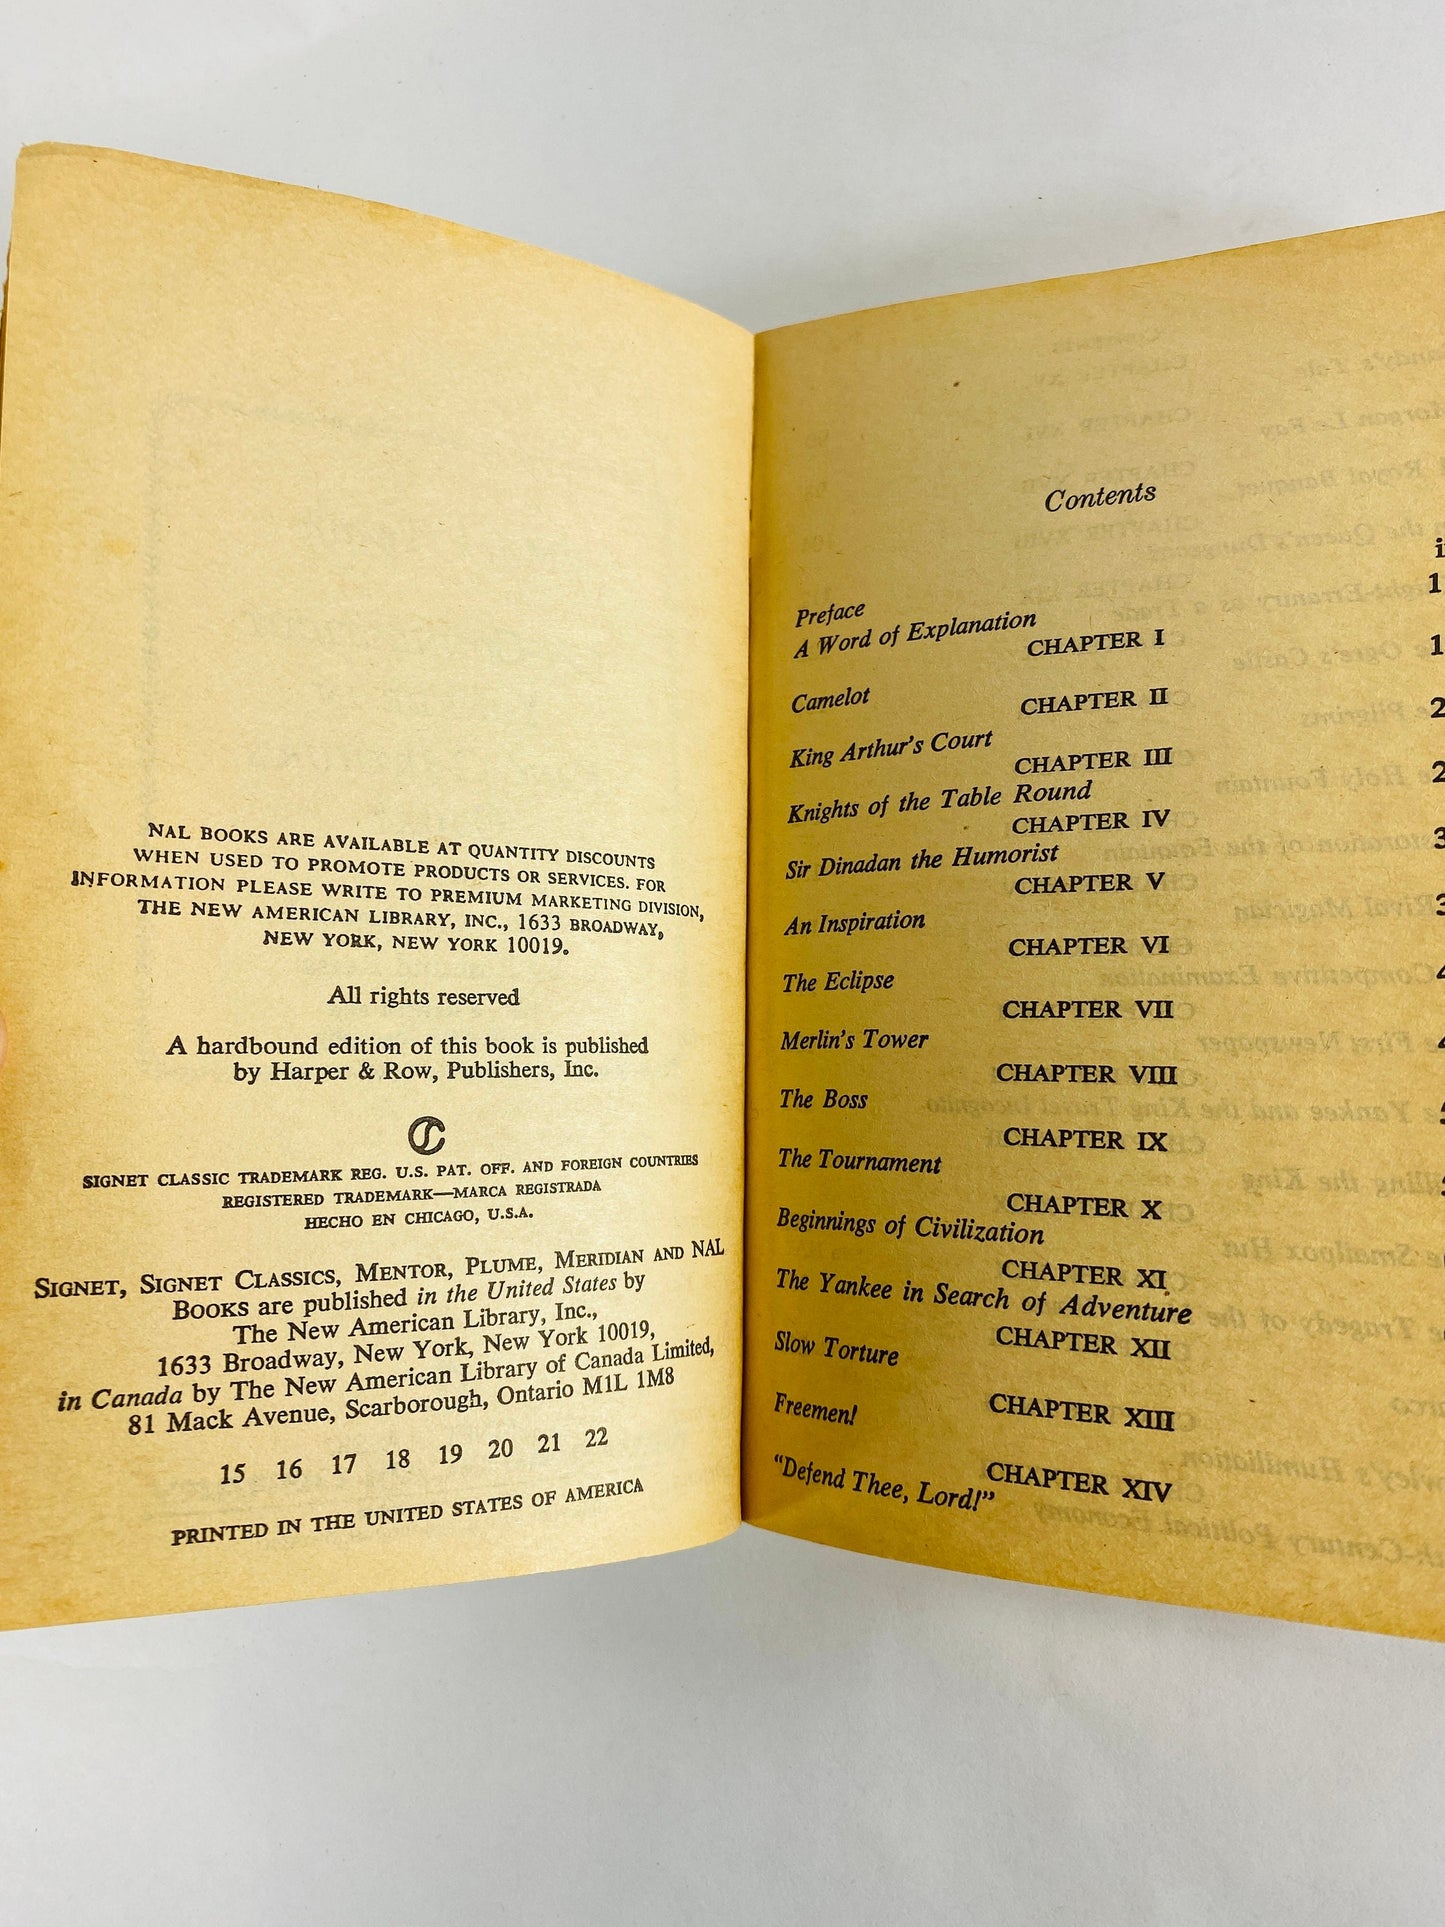 NAL BOOKS ARE AVAILABLE AT QUANTITY DISCOUNTS
WHEN USED TO PROMOTE PRODUCTS OR SERVICES. FOR
INFORMATION PLEASE WRITE TO PREMIUM MARKETING DIVISION,
THE NEW AMERICAN LIBRARY, INC., 1633 BROADWAY,
NEW YORK, NEW YORK 10019.
All rights reserved
A hardbound edition of this book is published
by Harper & Row, Publishers, Inc.
SIGNET CLASSIC TRADEMARK REG. U.S. PAT. OFF. AND FOREIGN COUNTRIES
REGISTERED TRADEMARK—MARCA REGISTRADA
HECHO EN CHICAGO, U.S.A.
SIGNET, SIGNET CLASSICS, MENTOR, PLUME, MERIDIAN AND NAL
BOOKS are published in the United States by
The New American Library, Inc.,
1633 Broadway, New York, New York 10019,
in Canada by The New American Library of Canada Limited,
81 Mack Avenue, Scarborough, Ontario M1L 1M8
15 16 17 18 19 20 21 22
PRINTED IN THE UNITED STATES OF AMERICA
Contents
Preface
A Word of Explanation
CHAPTER I
Camelot
CHAPTER II
King Arthur's Court
CHAPTER III
Knights of the Table Round
CHAPTER IV
Sir Dinadan the Humorist
CHAPTER V
An Inspiration
CHAPTER VI
The Eclipse
CHAPTER VII
Merlin's Tower
CHAPTER VIII
The Boss
CHAPTER IX
The Tournament
CHAPTER X
Beginnings of Civilization
CHAPTER XI
The Yankee in Search of Adventure
CHAPTER XII
Slow Torture
CHAPTER XIII
Freemen!
CHAPTER XIV
"Defend Thee, Lord!"